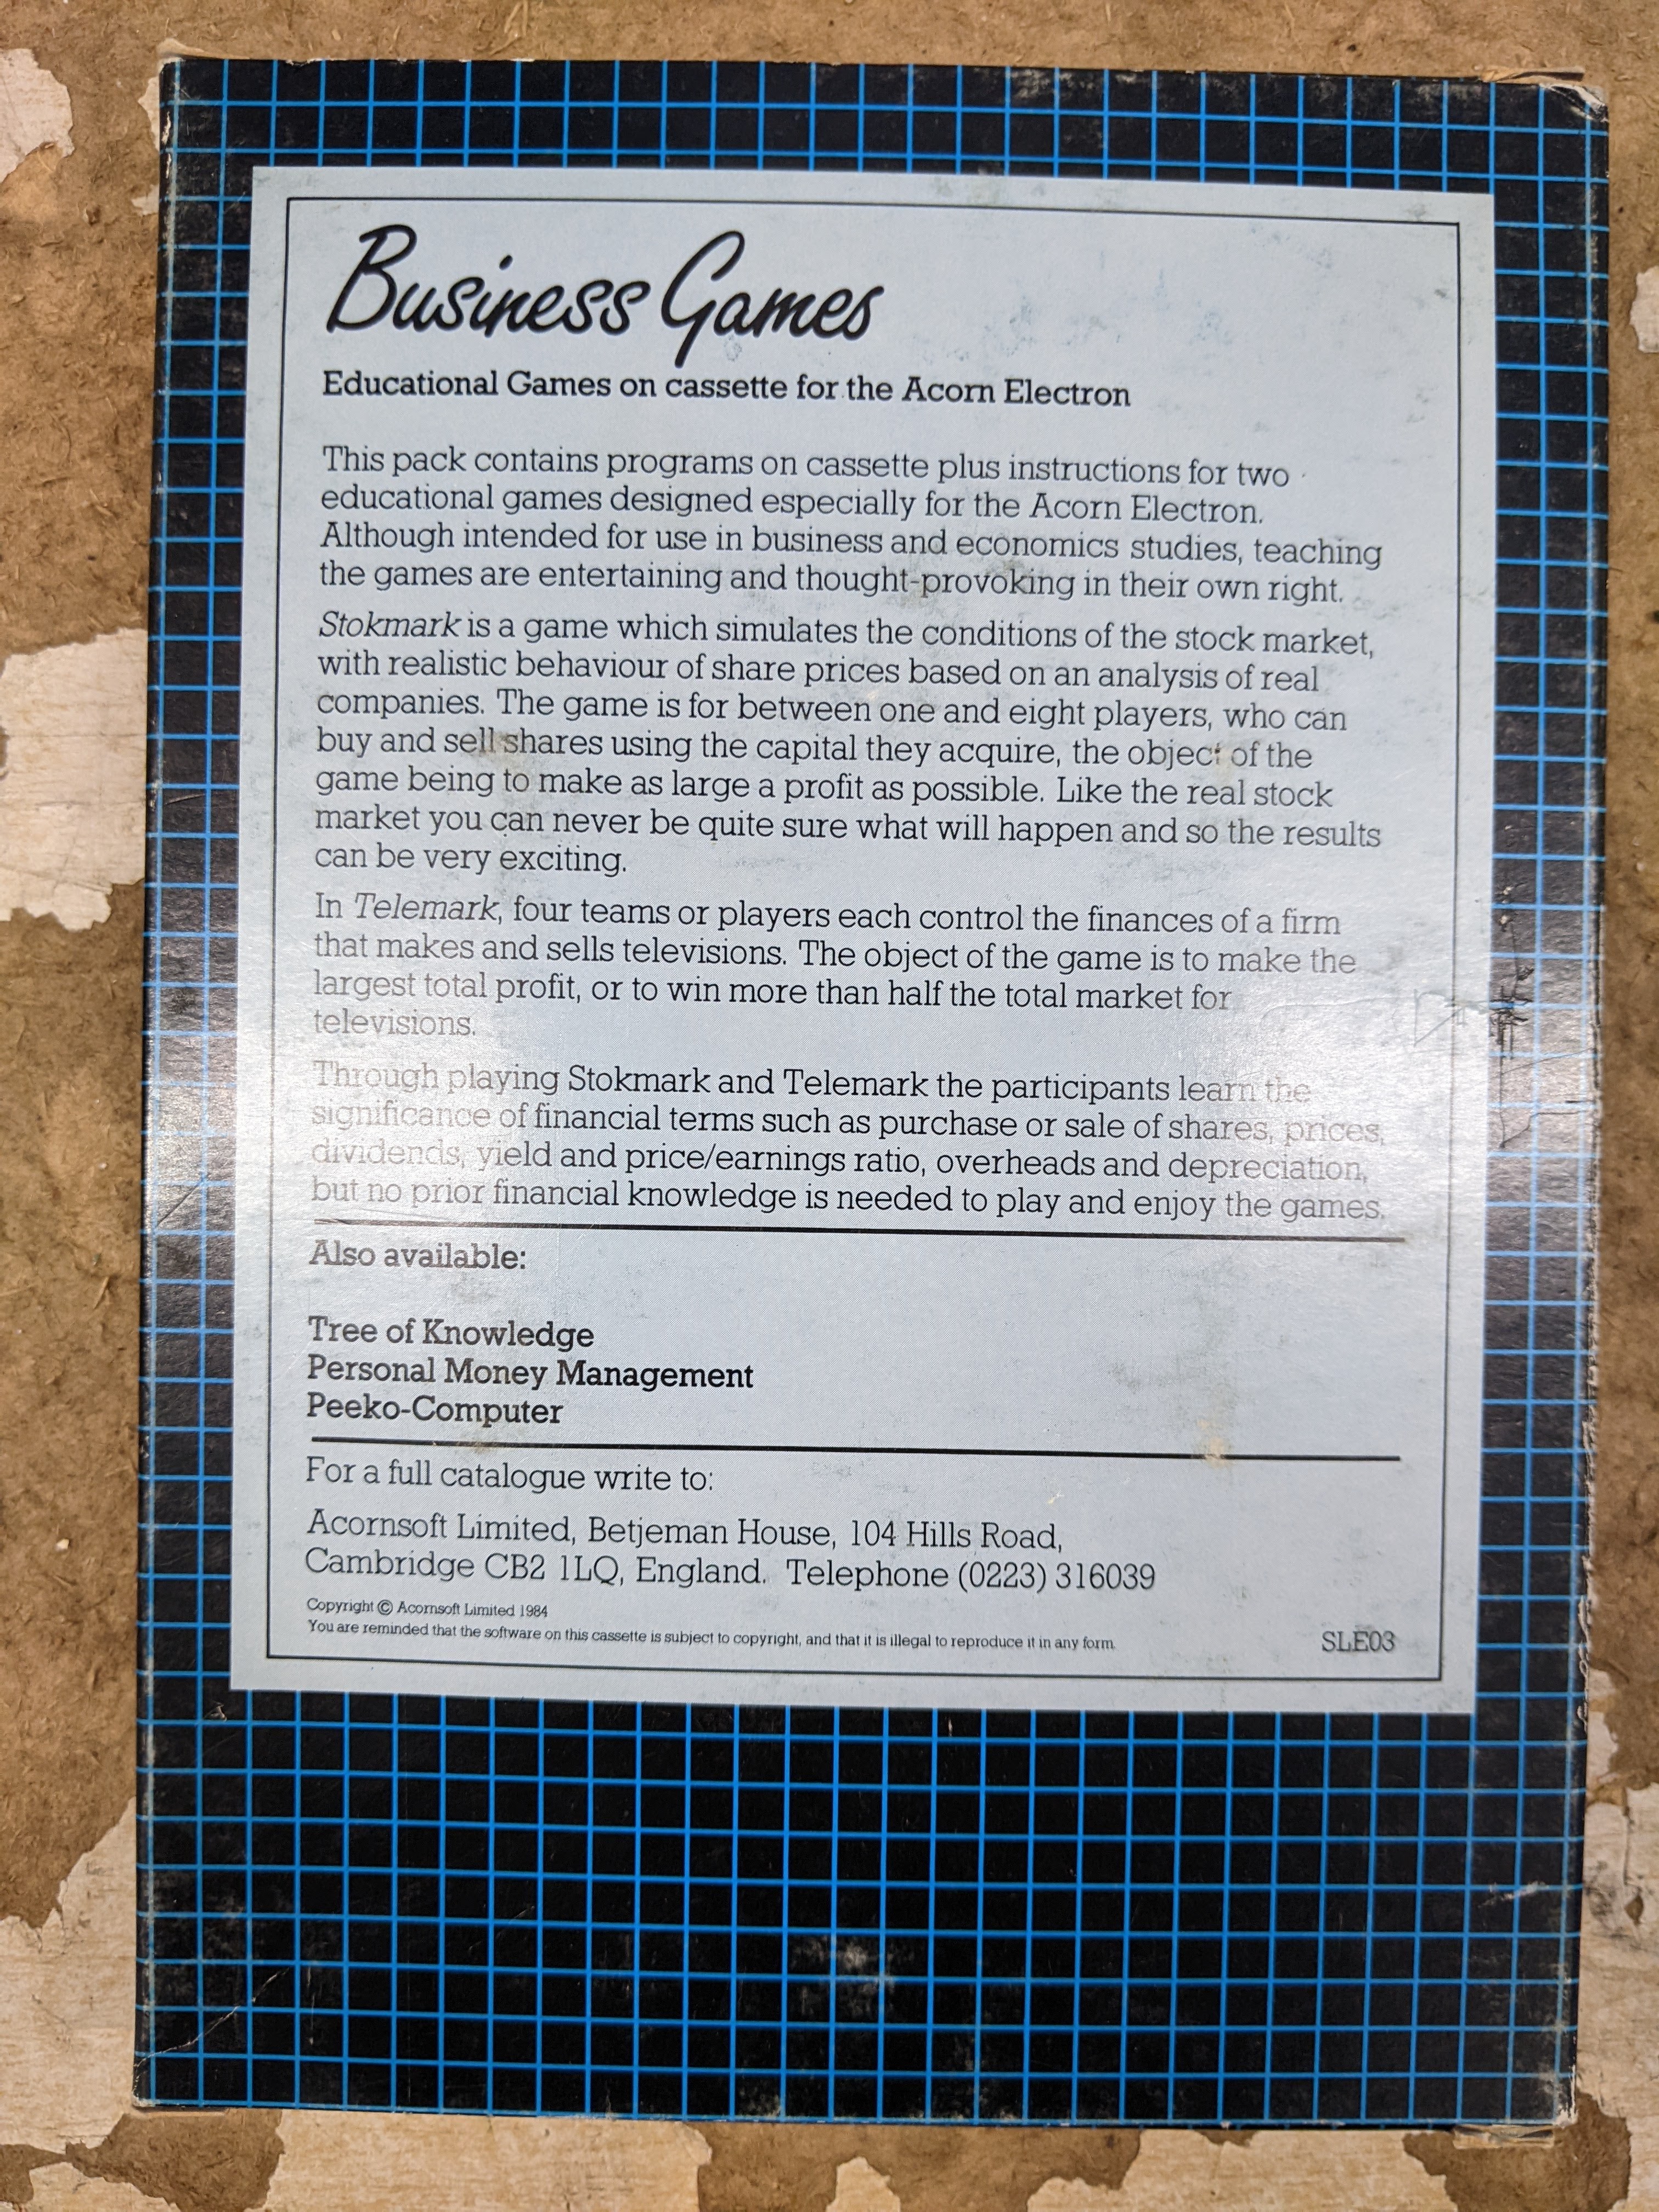 Business Games
Educational Games on cassette for the Acorn Electron
This pack contains programs on cassette plus instructions for two
educational games designed especially for the Acorn Electron.
Although intended for use in business and economics studies, teaching
the games are entertaining and thought-provoking in their own right.
Stokmark is a game which simulates the conditions of the stock market,
with realistic behaviour of share prices based on an analysis of real
companies. The game is for between one and eight players, who can
buy and sell shares using the capital they acquire, the object of the
game being to make as large a profit as possible. Like the real stock
market you can never be quite sure what will happen and so the results
can be very exciting.
In Telemark, four teams or players each control the finances of a firm
that makes and sells televisions. The object of the game is to make the
largest total profit, or to win more than half the total market for
televisions.
Through playing Stokmark and Telemark the participants learn the
significance of financial terms such as purchase or sale of shares, prices,
dividends, yield and price/earnings ratio, overheads and depreciation,
but no prior financial knowledge is needed to play and enjoy the games.
Also available:
Tree of Knowledge
Personal Money Management
Peeko-Computer
For a full catalogue write to:
Acornsoft Limited, Betjeman House, 104 Hills Road,
Cambridge CB2 1LQ, England. Telephone (0223) 316039
Copyright © Acornsoft Limited 1984
You are reminded that the software on this cassette is subject to copyright, and that it is illegal to reproduce it in any form.
SLE03